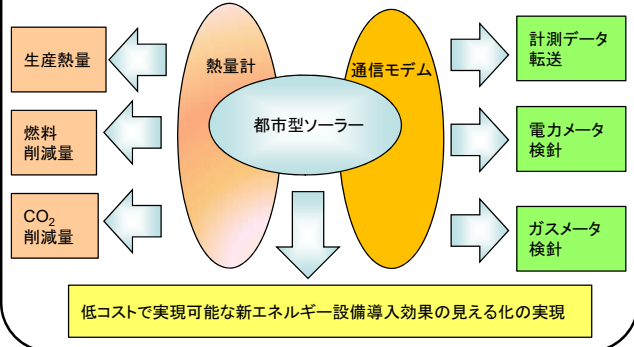 生産熱量
燃料
削減量
CO₂
削減量
熱量計
都市型ソーラー
通信モデム
計測データ
転送
電力メータ
検針
ガスメータ
検針
低コストで実現可能な新エネルギー設備導入効果の見える化の実現